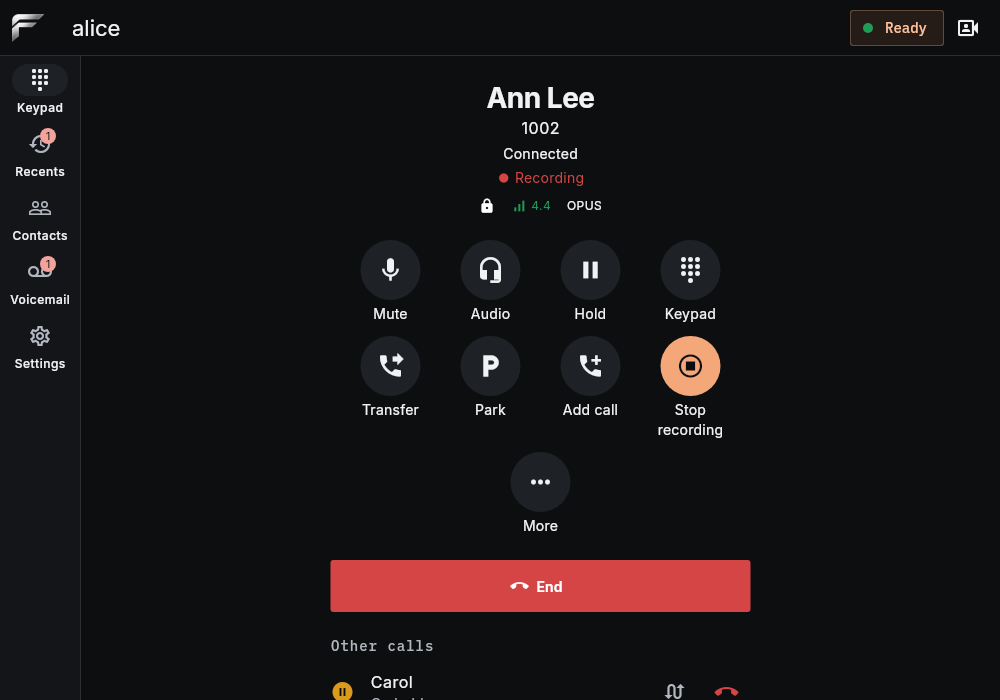 alice
Ready
Keypad
1
Recents
Contacts
1
Voicemail
Settings
Ann Lee
1002
Connected
Recording
4.4 OPUS
Mute Audio Hold Keypad
Transfer Park Add call Stop recording
More
End
Other calls
Carol